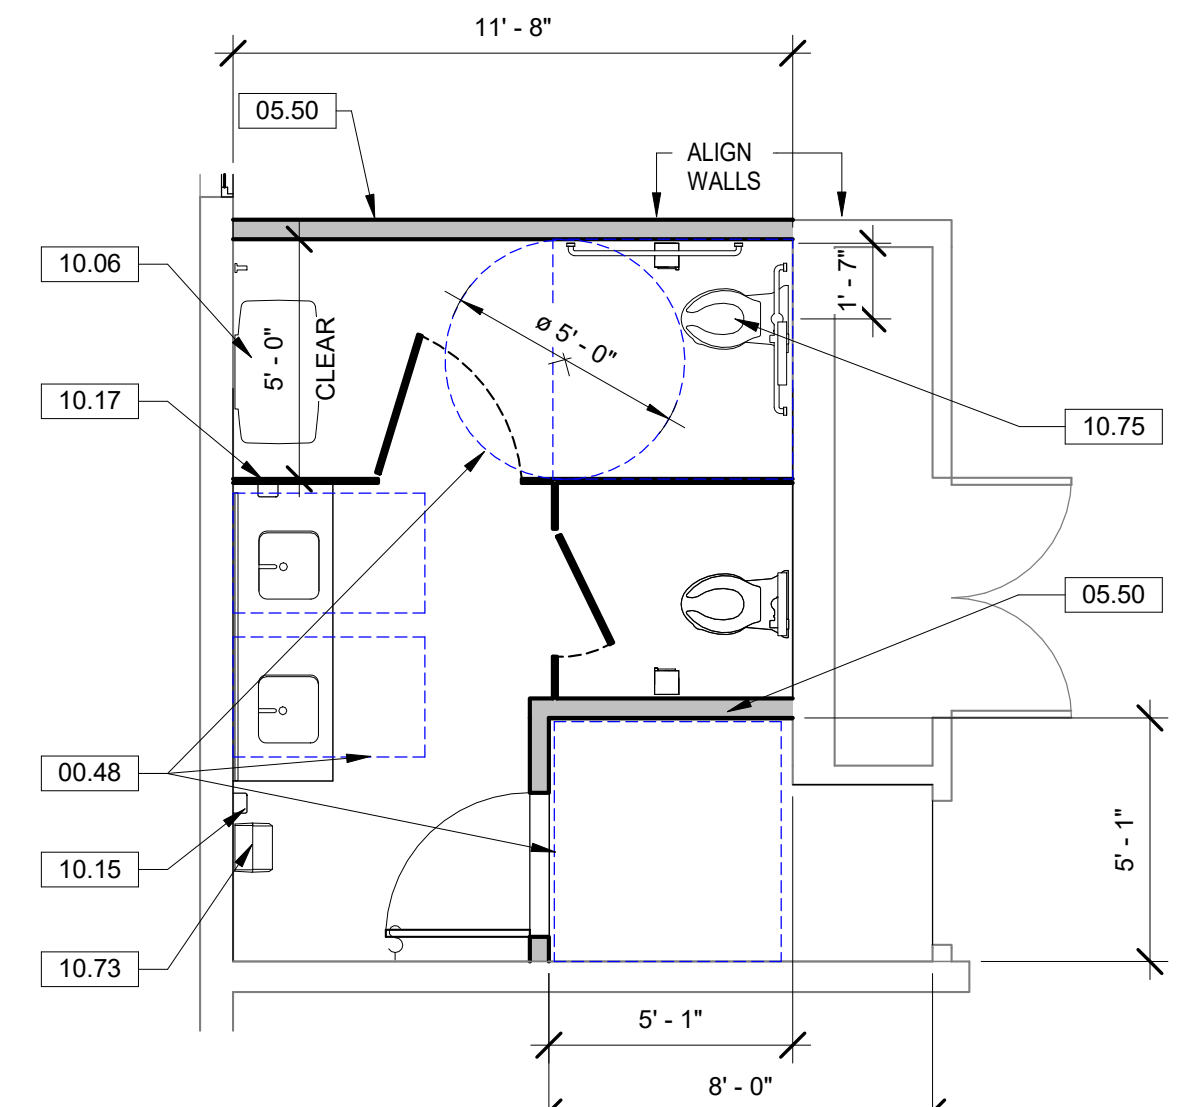 11' - 8"
05.50
ALIGN
WALLS
10.06
1' - 7"
5' - 0"
CLEAR
ø 5' - 0"
10.17
10.75
05.50
00.48
10.15
5' - 1"
10.73
5' - 1"
8' - 0"